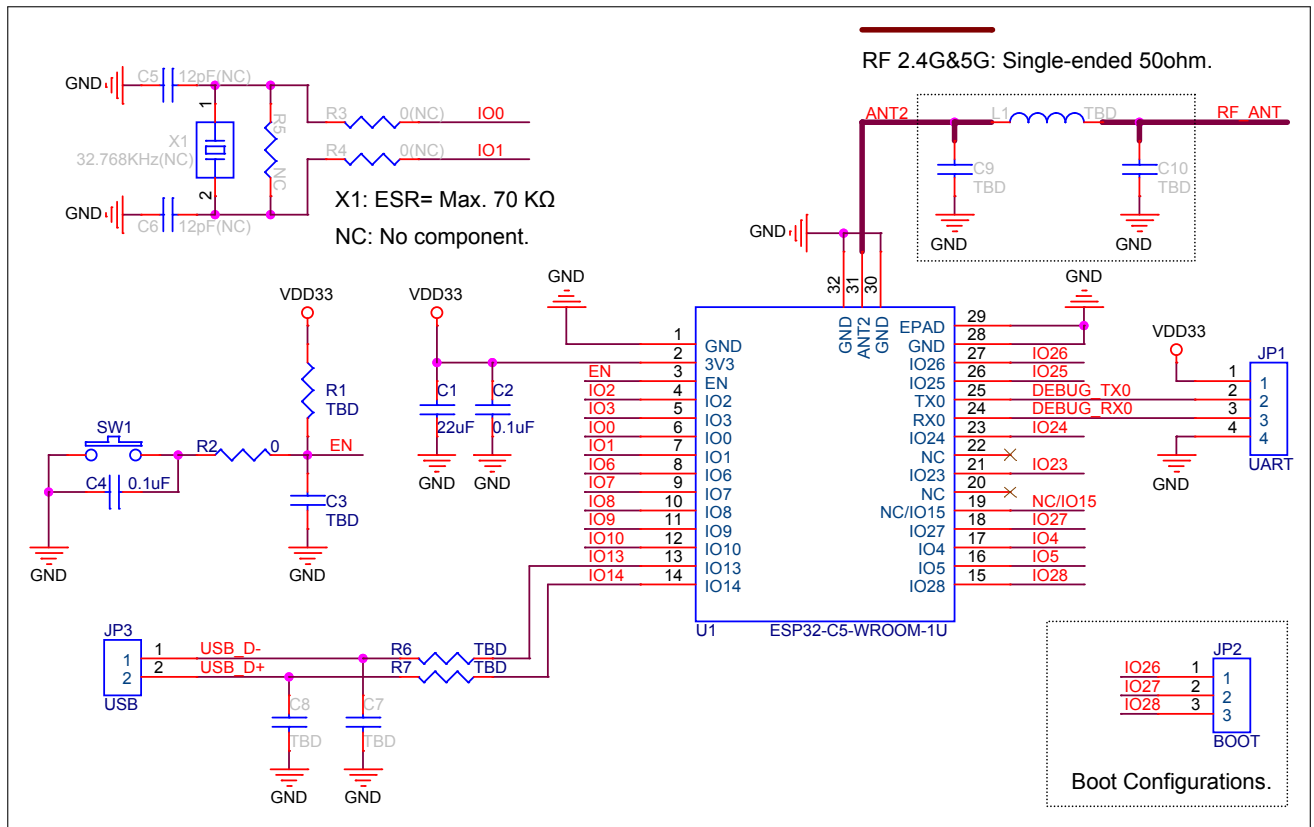 RF 2.4G&5G: Single-ended 50ohm.
GND
C5
12pF(NC)
1
X1
32.768KHz(NC)
2
R5
NC
R3
0(NC)
IO0
R4
0(NC)
IO1
GND
C6
12pF(NC)
X1: ESR= Max. 70 KΩ
NC: No component.
ANT2
L1
TBD
RF_ANT
C9
TBD
GND
C10
TBD
GND
GND
32
31
30
GND
ANT2
GND
VDD33
R1
TBD
SW1
R2
0
EN
C4
0.1uF
C3
TBD
GND
GND
VDD33
C1
22uF
GND
C2
0.1uF
GND
GND
1 GND
2 3V3
EN 3 EN
IO2 4 IO2
IO3 5 IO3
IO0 6 IO0
IO1 7 IO1
IO6 8 IO6
IO7 9 IO7
IO8 10 IO8
IO9 11 IO9
IO10 12 IO10
IO13 13 IO13
IO14 14 IO14
GND
EPAD 29
GND 28
IO26 27 IO26
IO25 26 IO25
TX0 25 DEBUG_TX0
RX0 24 DEBUG_RX0
IO24 23 IO24
NC 22
IO23 21 IO23
NC 20
NC/IO15 19 NC/IO15
IO27 18 IO27
IO4 17 IO4
IO5 16 IO5
IO28 15 IO28
U1
ESP32-C5-WROOM-1U
VDD33
JP1
1 1
2 2
3 3
4 4
UART
GND
JP3
1 1 USB_D-
2 2 USB_D+
USB
R6
TBD
R7
TBD
C8
TBD
GND
C7
TBD
GND
JP2
IO26 1 1
IO27 2 2
IO28 3 3
BOOT
Boot Configurations.